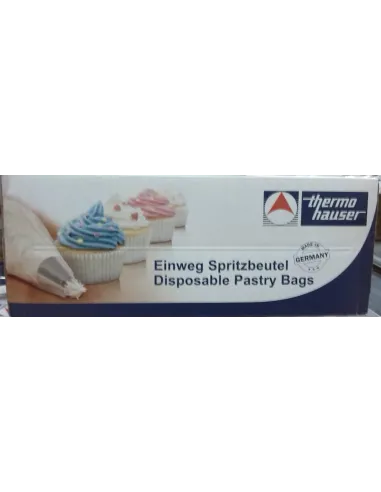 thermo
hauser
MADE IN
GERMANY
Einweg Spritzbeutel
Disposable Pastry Bags